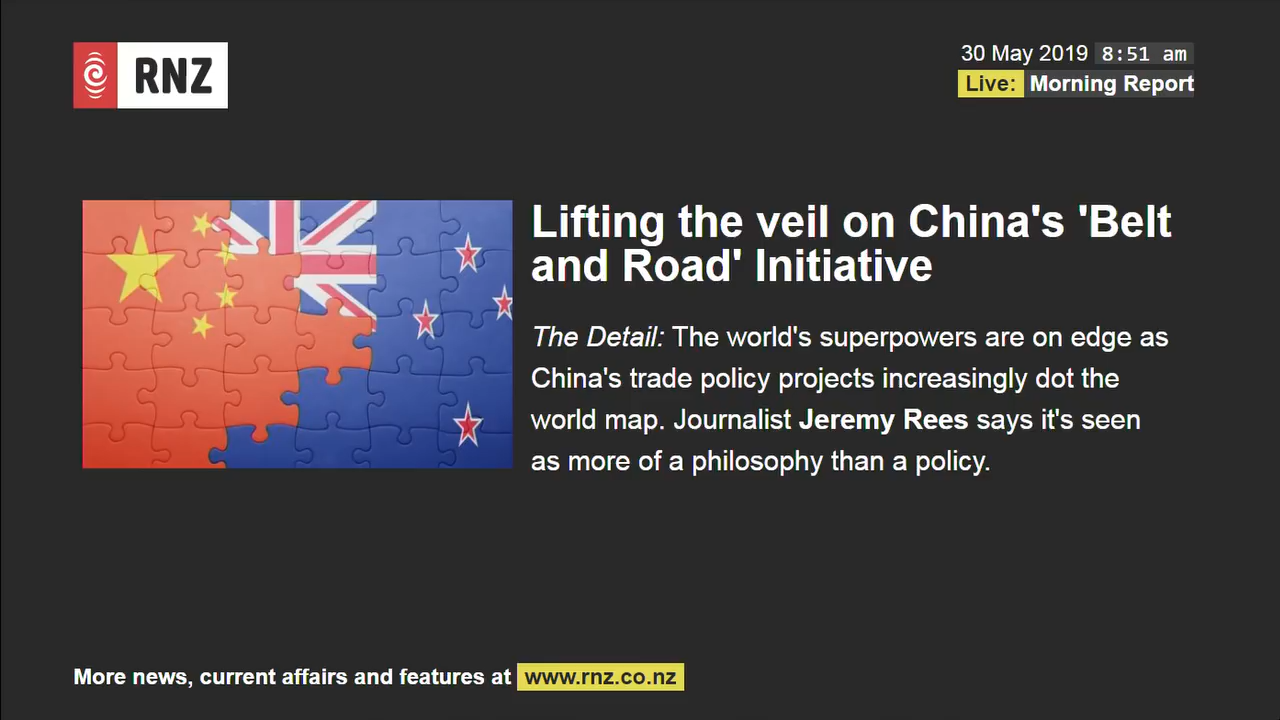 RNZ
30 May 2019 8:51 am
Live: Morning Report
Lifting the veil on China's 'Belt
and Road' Initiative
The Detail: The world's superpowers are on edge as
China's trade policy projects increasingly dot the
world map. Journalist Jeremy Rees says it's seen
as more of a philosophy than a policy.
More news, current affairs and features at www.rnz.co.nz